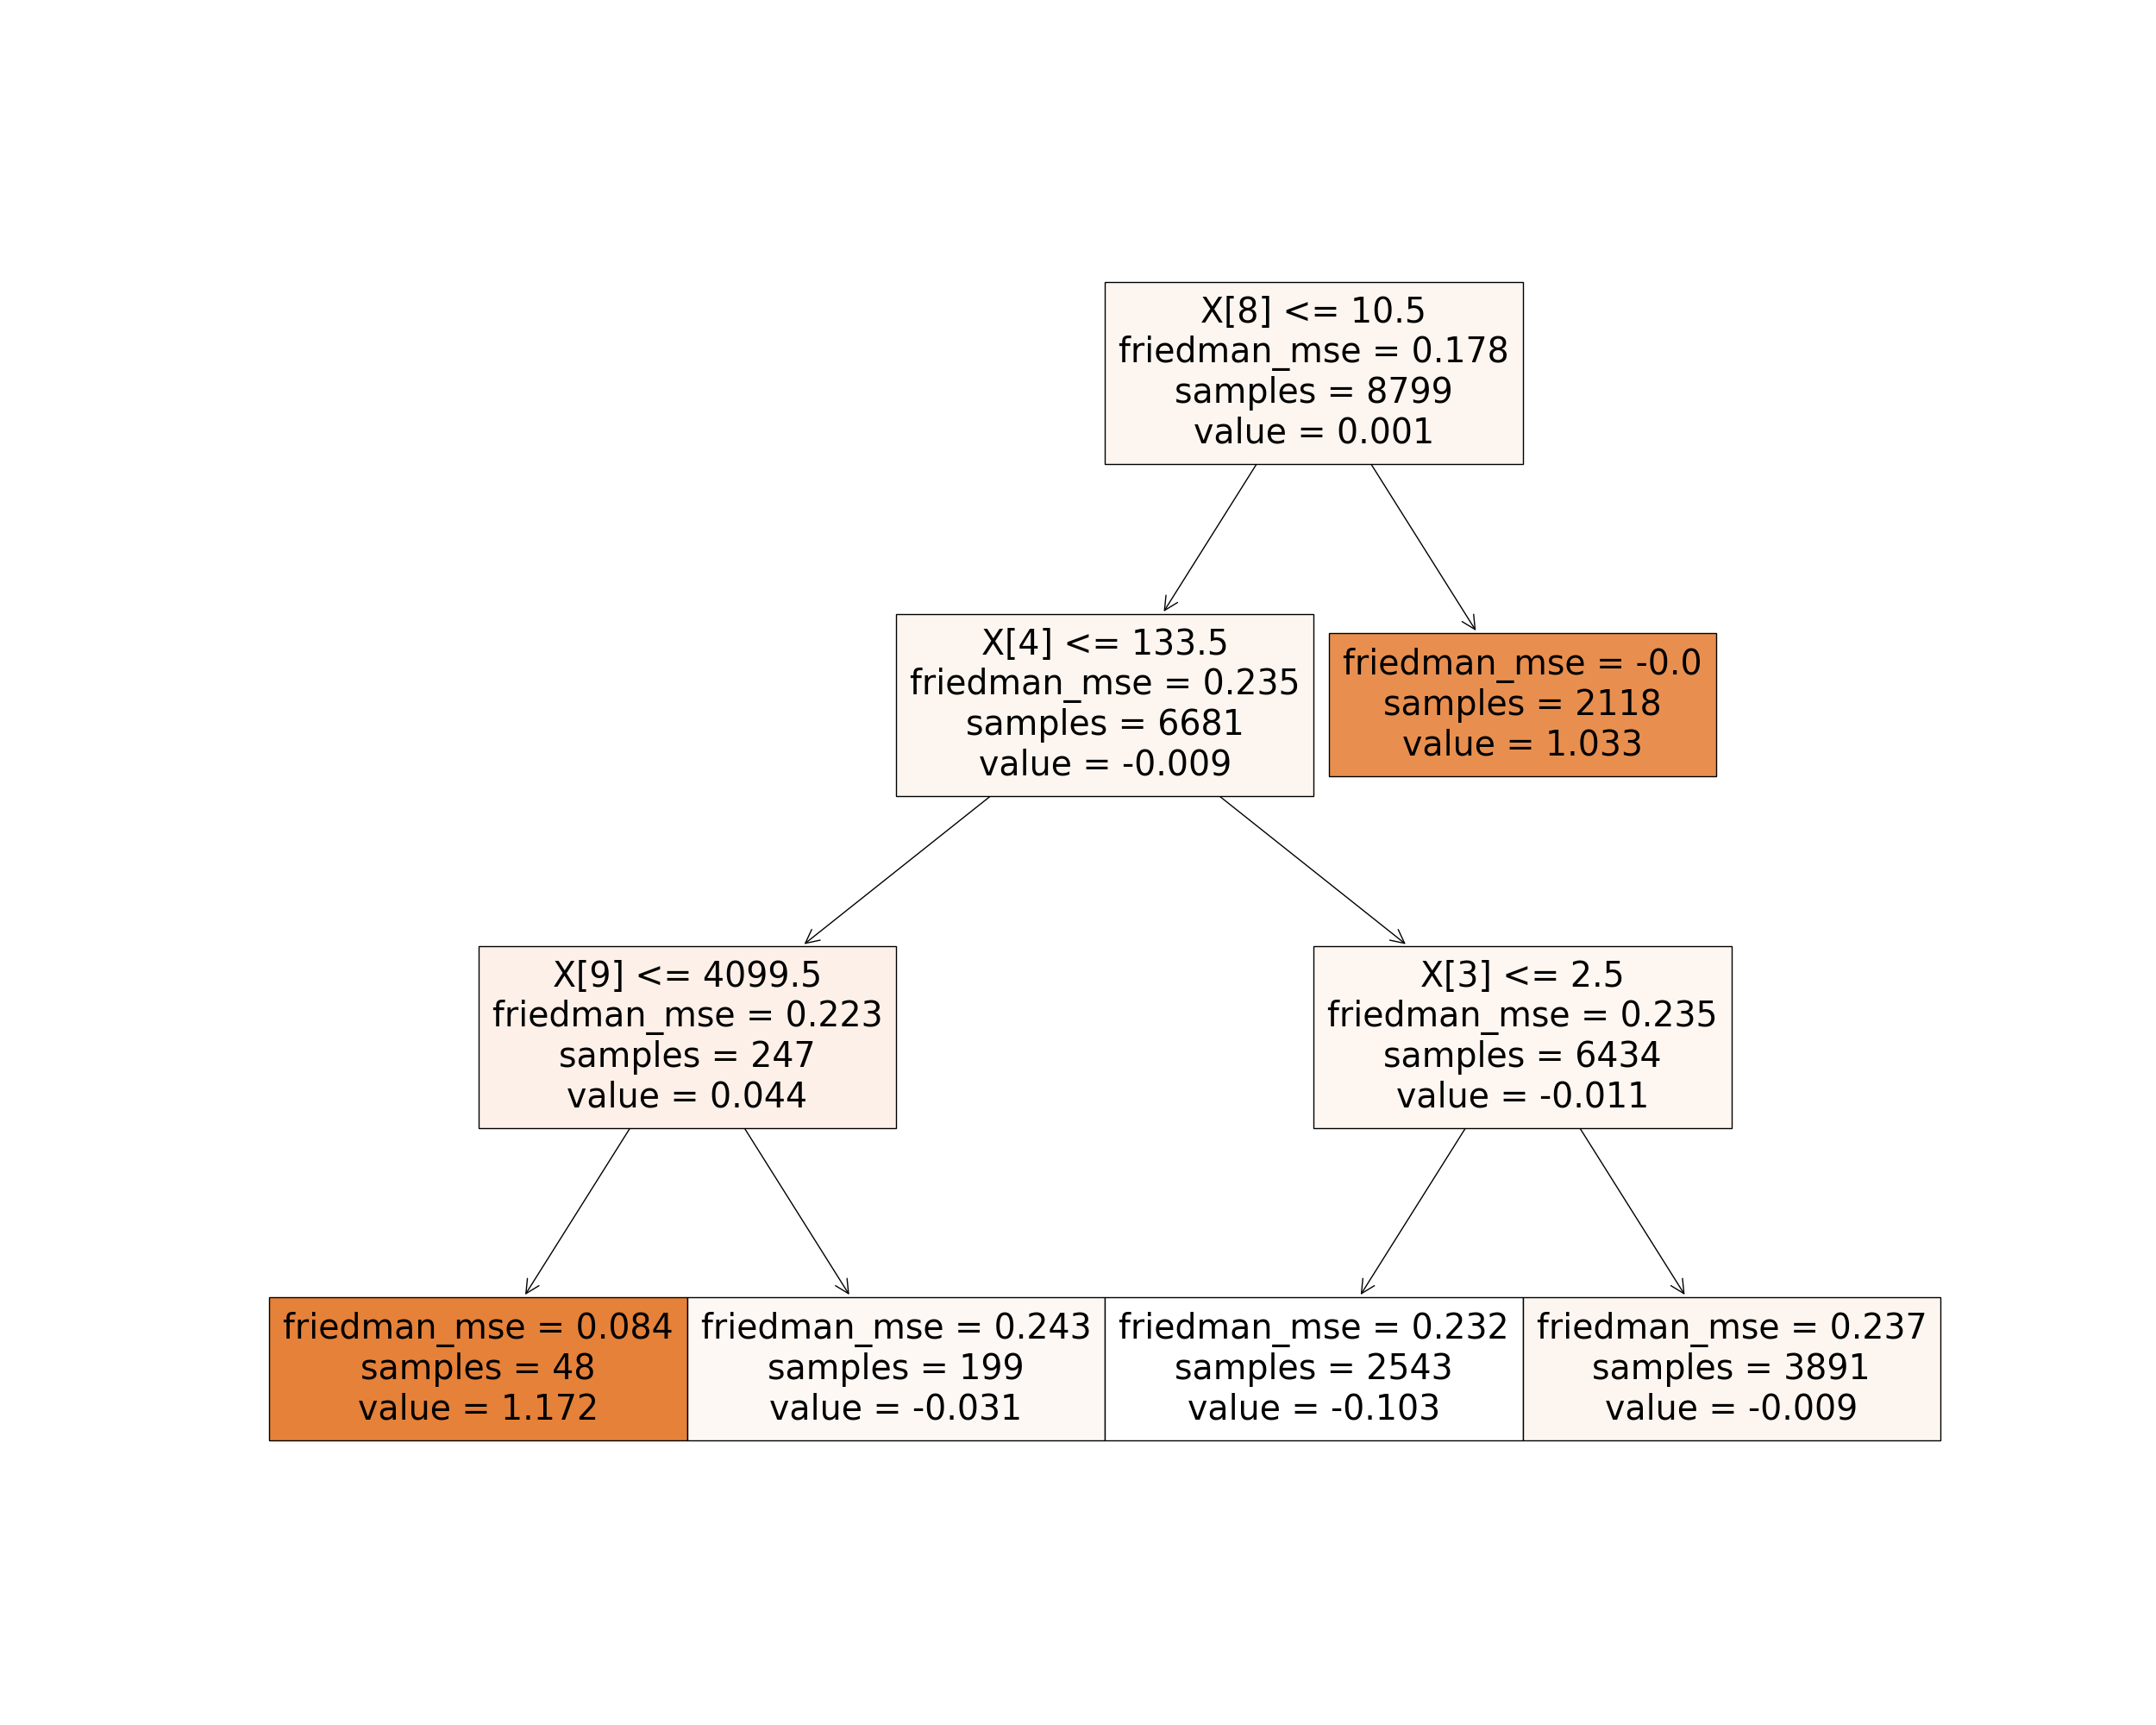 X[8] <= 10.5
friedman_mse = 0.178
samples = 8799
value = 0.001
X[4] <= 133.5
friedman_mse = 0.235
samples = 6681
value = -0.009
friedman_mse = -0.0
samples = 2118
value = 1.033
X[9] <= 4099.5
friedman_mse = 0.223
samples = 247
value = 0.044
X[3] <= 2.5
friedman_mse = 0.235
samples = 6434
value = -0.011
friedman_mse = 0.084
samples = 48
value = 1.172
friedman_mse = 0.243
samples = 199
value = -0.031
friedman_mse = 0.232
samples = 2543
value = -0.103
friedman_mse = 0.237
samples = 3891
value = -0.009